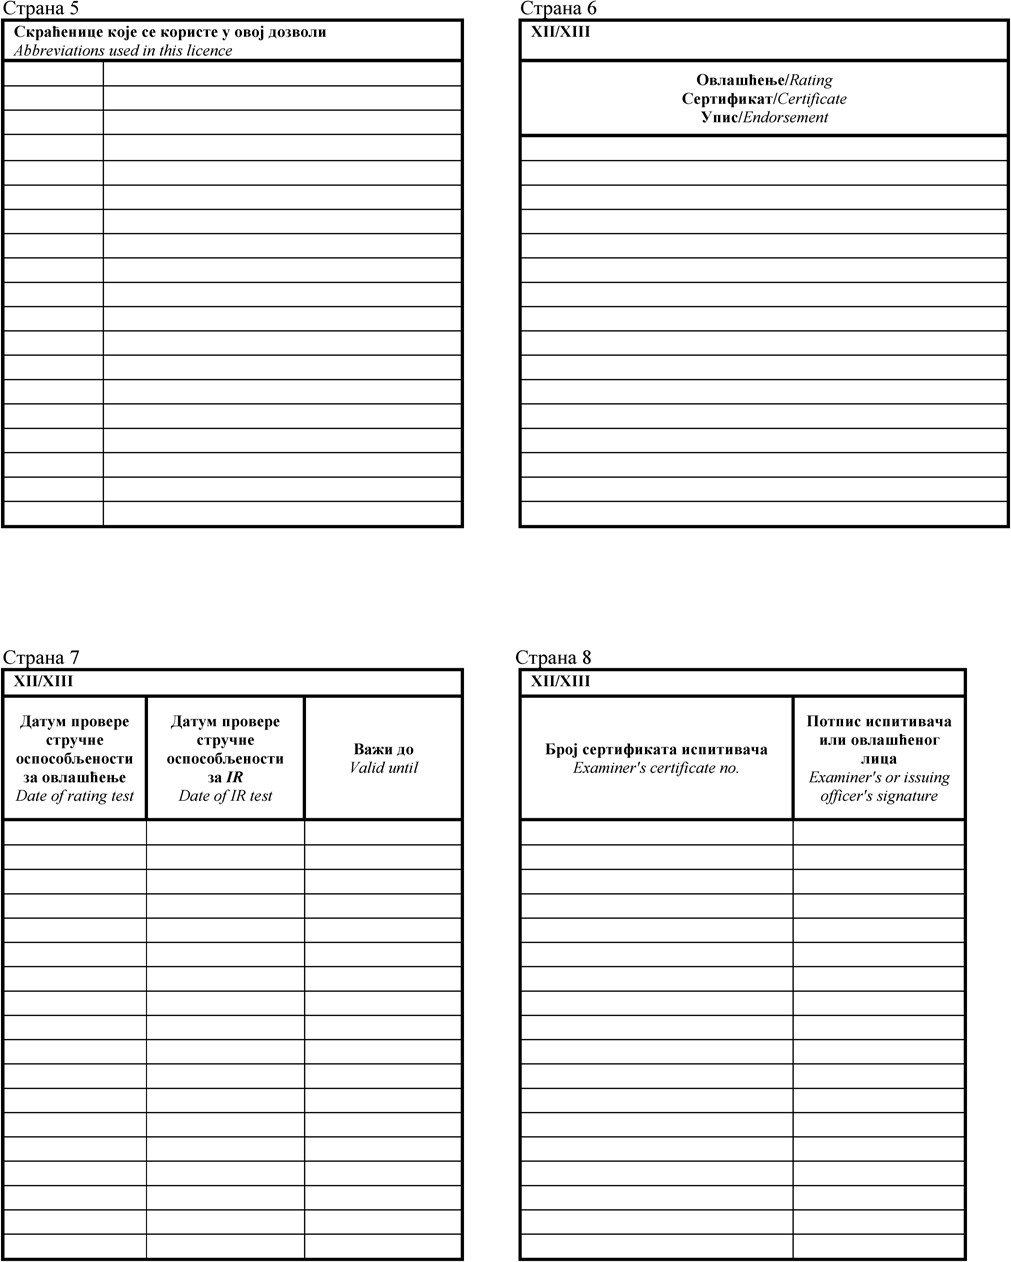 Страна 5
Скраћенице које се користе у овој дозволи
Abbreviations used in this licence
Страна 6
XII/XIII
Овлашћење/Rating
Сертификат/Certificate
Упис/Endorsement
Страна 7
XII/XIII
Датум провере
стручне
оспособљености
за овлашћење
Date of rating test
Датум провере
стручне
оспособљености
за IR
Date of IR test
Важи до
Valid until
Страна 8
XII/XIII
Број сертификата испитивача
Examiner's certificate no.
Потпис испитивача
или овлашћеног
лица
Examiner's or issuing
officer's signature